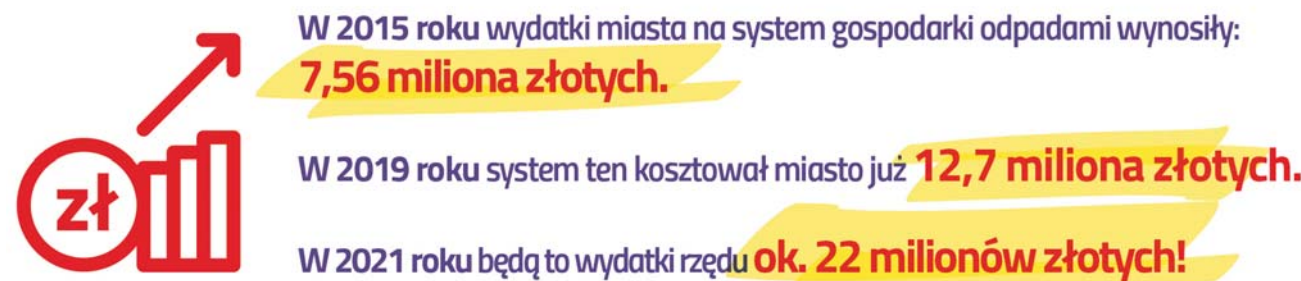 W 2015 roku wydatki miasta na system gospodarki odpadami wynosiły:
7,56 miliona złotych.
zł
W 2019 roku system ten kosztował miasto już 12,7 miliona złotych.
W 2021 roku będą to wydatki rzędu ok. 22 milionów złotych!